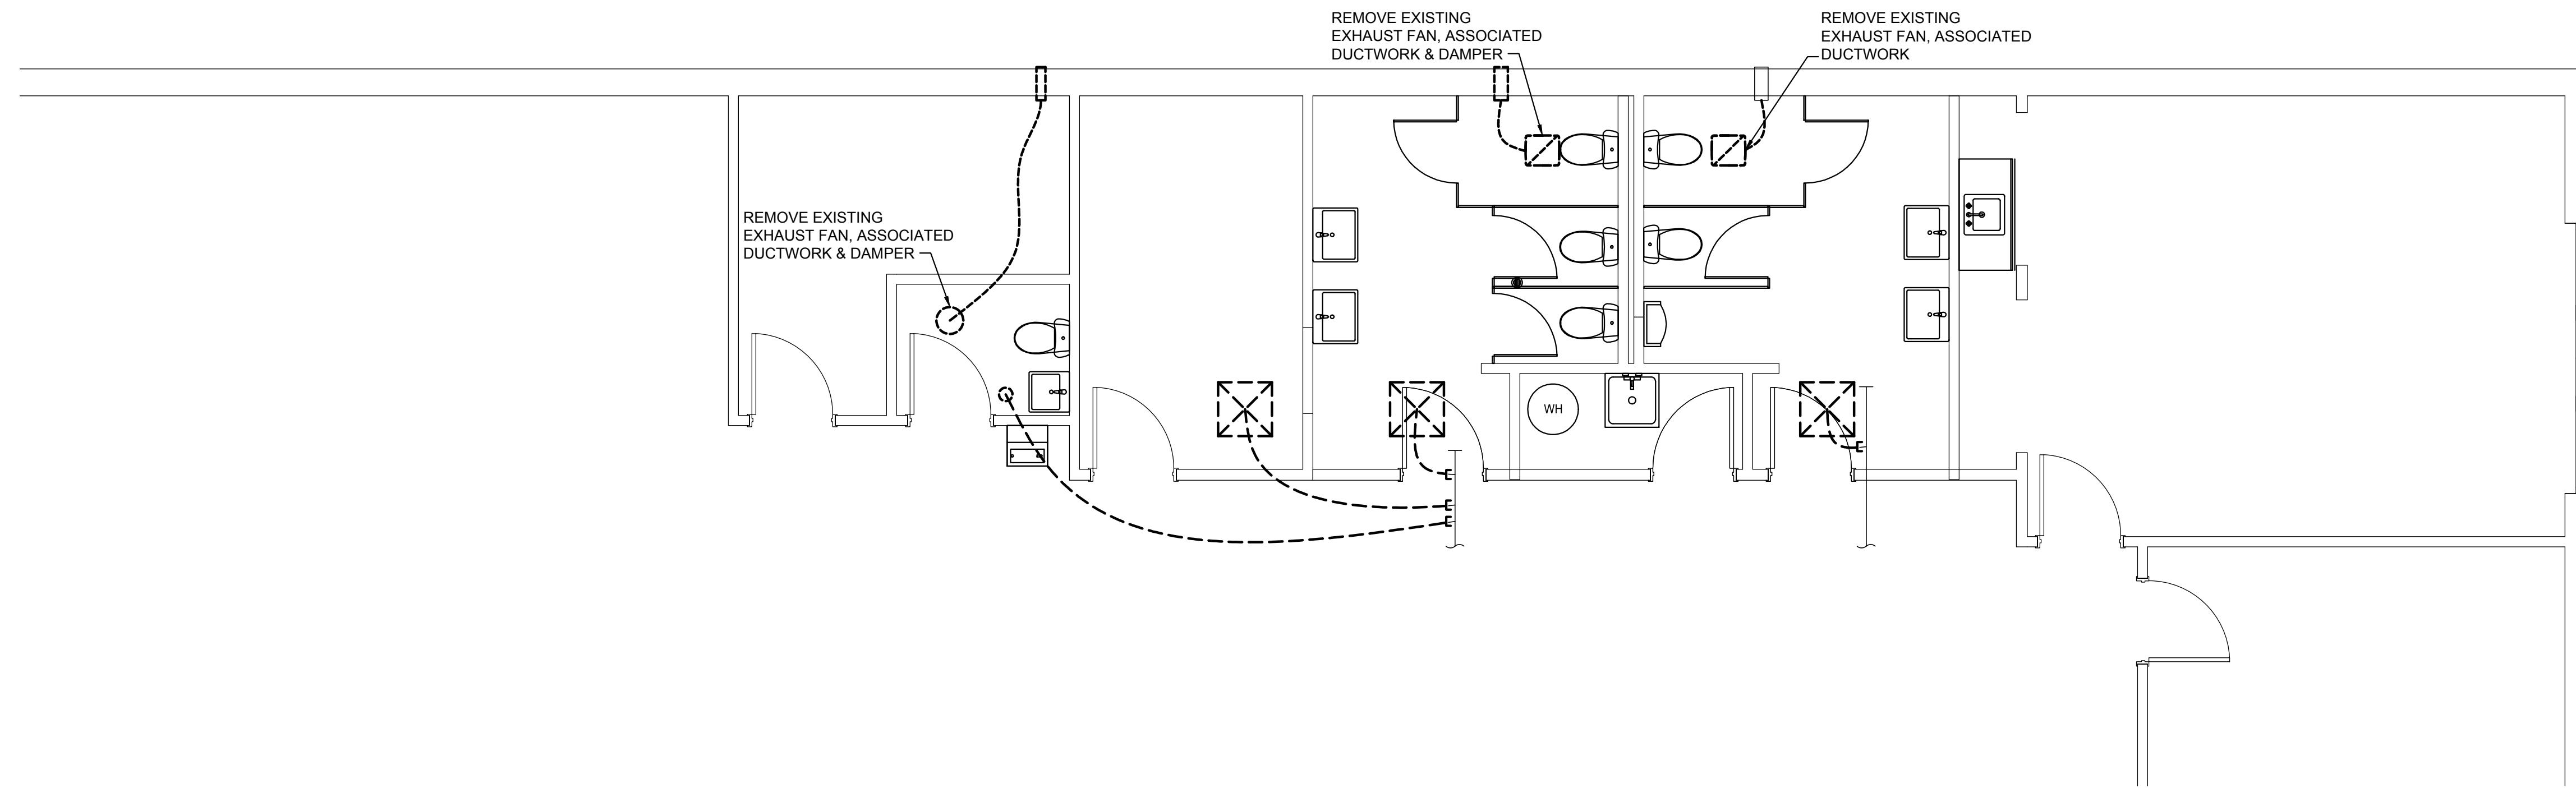 REMOVE EXISTING
EXHAUST FAN, ASSOCIATED
DUCTWORK & DAMPER
REMOVE EXISTING
EXHAUST FAN, ASSOCIATED
DUCTWORK
REMOVE EXISTING
EXHAUST FAN, ASSOCIATED
DUCTWORK & DAMPER
WH